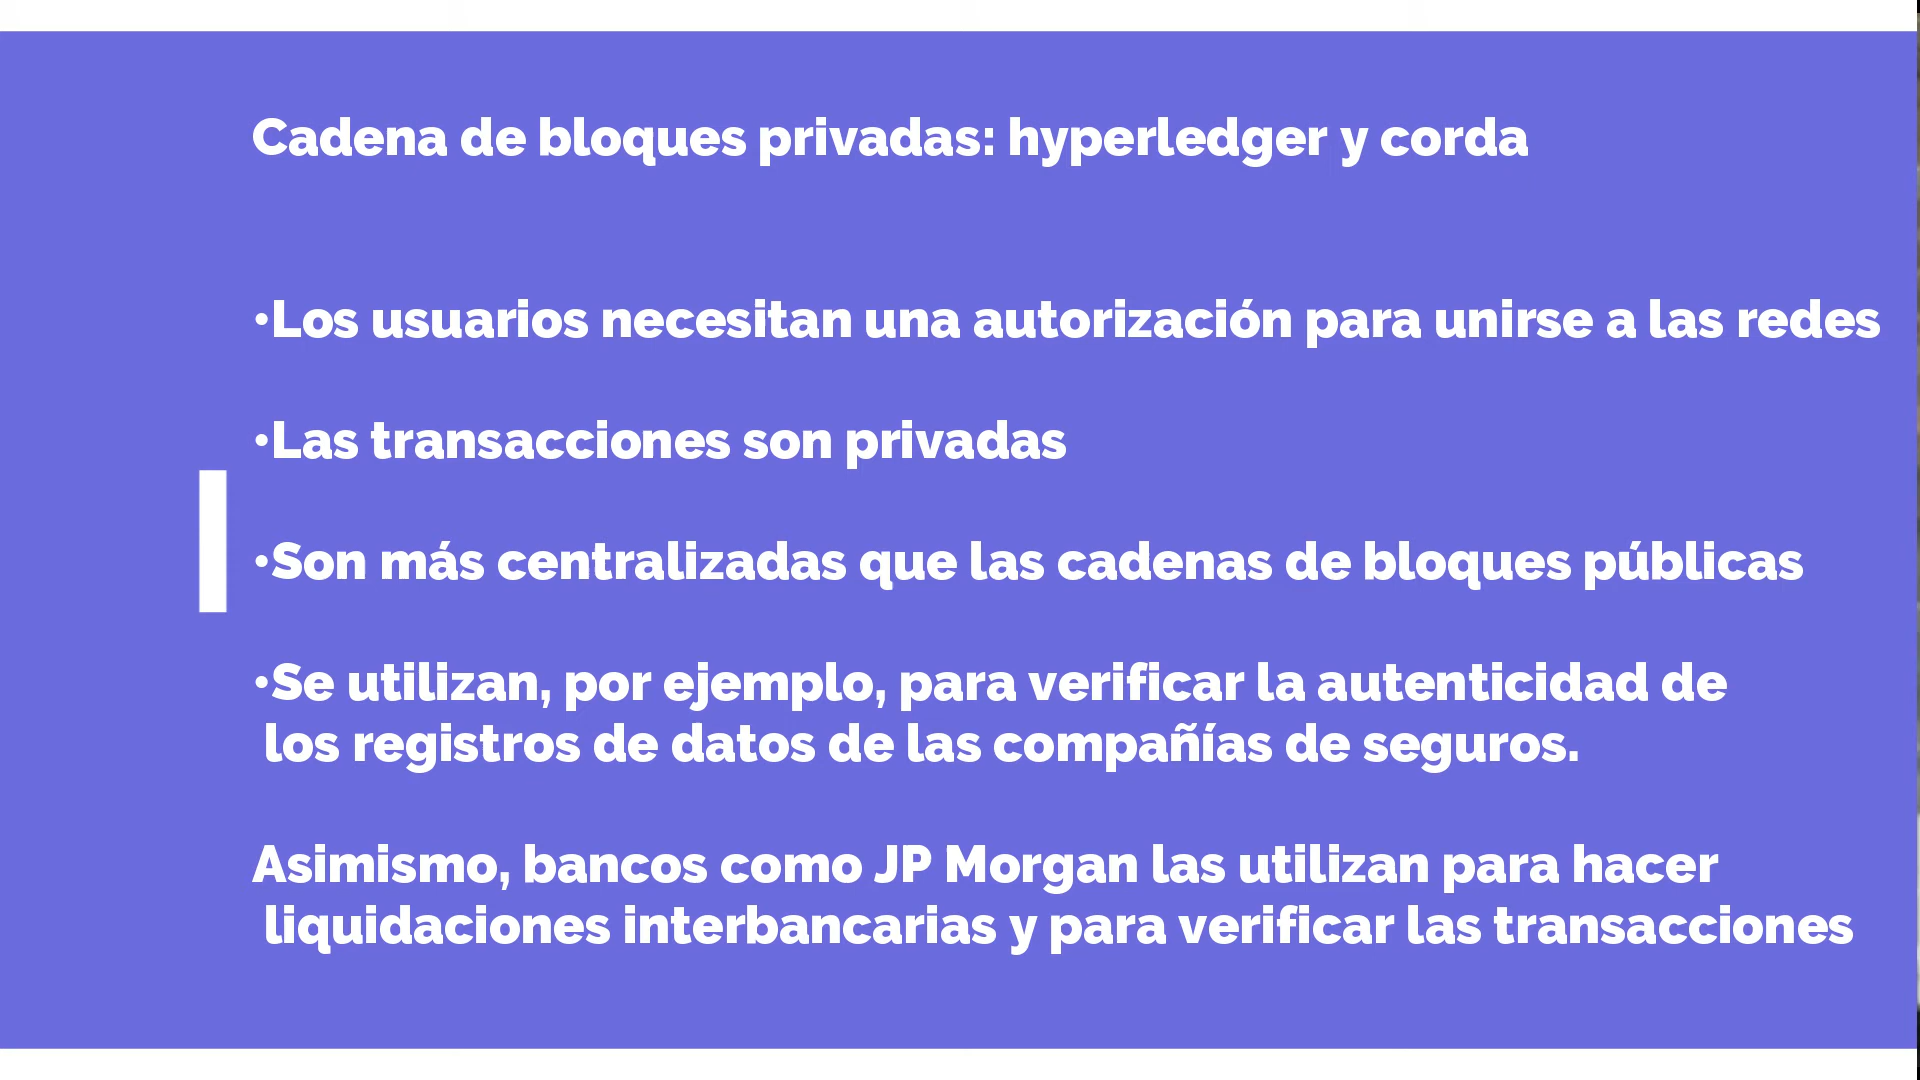 Cadena de bloques privadas: hyperledger y corda
•Los usuarios necesitan una autorización para unirse a las redes
•Las transacciones son privadas
•Son más centralizadas que las cadenas de bloques públicas
•Se utilizan, por ejemplo, para verificar la autenticidad de
los registros de datos de las compañías de seguros.
Asimismo, bancos como JP Morgan las utilizan para hacer
liquidaciones interbancarias y para verificar las transacciones